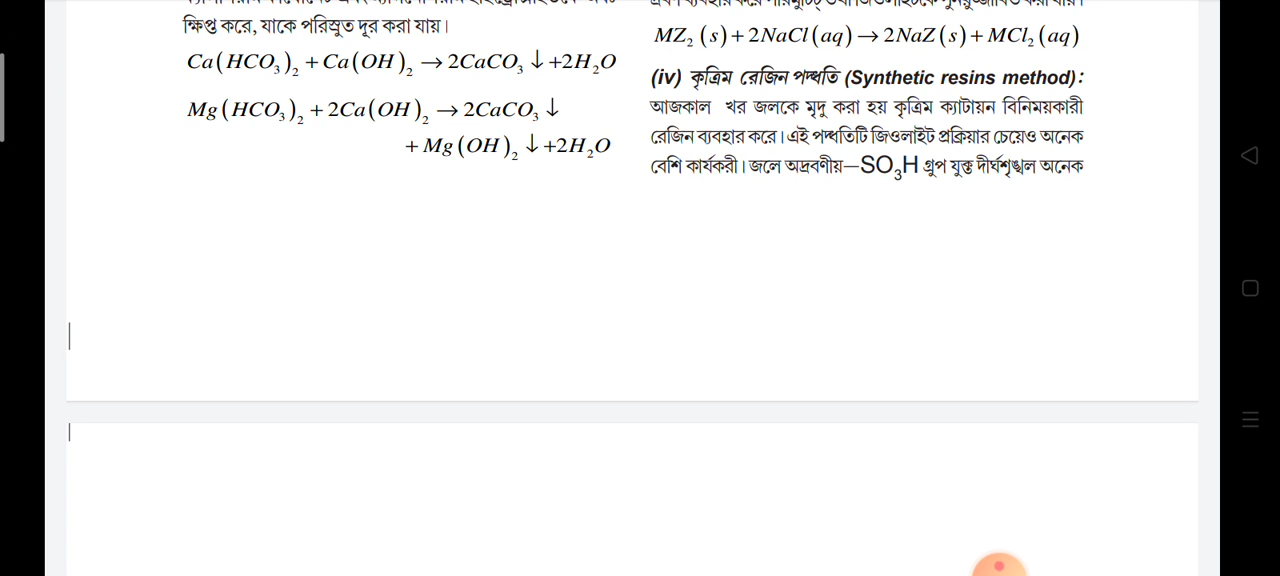 ক্ষিপ্ত করে, যাকে পরিস্রুত দূর করা যায়।
Ca(HCO₃)₂ + Ca(OH)₂ → 2CaCO₃ ↓ +2H₂O
Mg(HCO₃)₂ + 2Ca(OH)₂ → 2CaCO₃ ↓
+ Mg(OH)₂ ↓ +2H₂O
MZ₂(s) + 2NaCl(aq) → 2NaZ(s) + MCl₂(aq)
(iv) কৃত্রিম রেজিন পদ্ধতি (Synthetic resins method) :
আজকাল খর জলকে মৃদু করা হয় কৃত্রিম ক্যাটায়ন বিনিময়কারী
রেজিন ব্যবহার করে। এই পদ্ধতিটি জিওলাইট প্রক্রিয়ার চেয়েও অনেক
বেশি কার্যকরী। জলে অদ্রবণীয়—SO₃H গ্রুপ যুক্ত দীর্ঘশৃঙ্খল অনেক